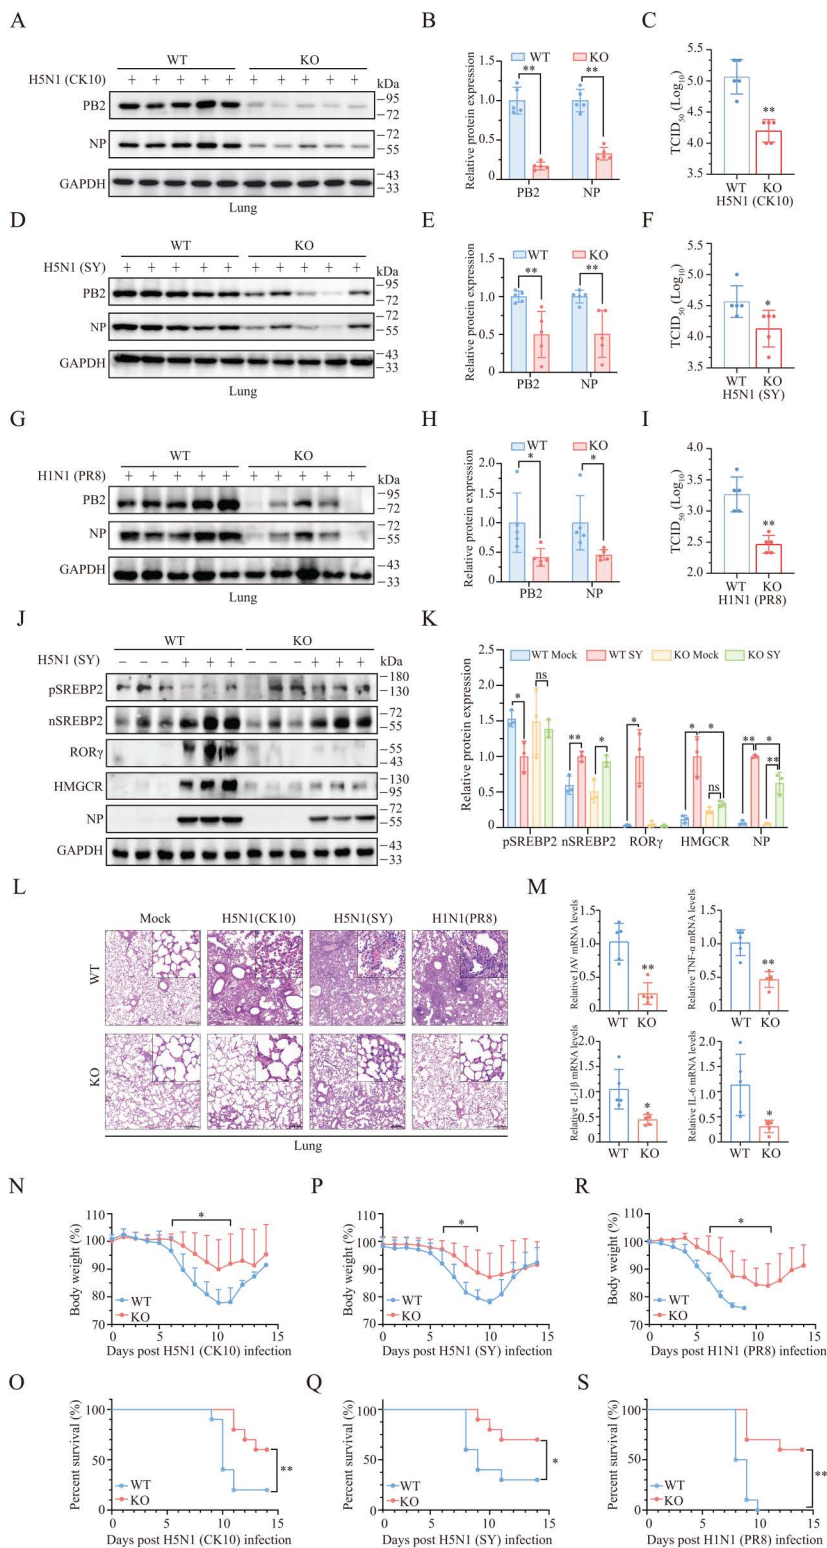 A
WT KO
H5N1 (CK10) + + + + + + + + + + kDa
PB2 95
72
NP 72
55
GAPDH 43
33
Lung
B
WT KO
Relative protein expression
1.5
1.0
0.5
0
** **
PB2 NP
C
TCID50 (Log10)
5.5
5.0
4.5
4.0
3.5
**
WT KO
H5N1 (CK10)
D
WT KO
H5N1 (SY) + + + + + + + + + + kDa
PB2 95
72
NP 72
55
GAPDH 43
33
Lung
E
WT KO
Relative protein expression
1.5
1.0
0.5
0
** **
PB2 NP
F
TCID50 (Log10)
5.5
5.0
4.5
4.0
3.5
*
WT KO
H5N1 (SY)
G
WT KO
H1N1 (PR8) + + + + + + + + + + kDa
PB2 95
72
NP 72
55
GAPDH 43
33
Lung
H
WT KO
Relative protein expression
2.0
1.5
1.0
0.5
0
* *
PB2 NP
I
TCID50 (Log10)
4.0
3.5
3.0
2.5
2.0
**
WT KO
H1N1 (PR8)
J
WT KO
H5N1 (SY) − − − + + + − − − + + + kDa
pSREBP2 180
130
nSREBP2 72
55
RORγ 55
43
HMGCR 130
95
NP 72
55
GAPDH 43
33
K
WT Mock WT SY KO Mock KO SY
Relative protein expression
2.5
2.0
1.5
1.0
0.5
0
* ns ** * * * ns * ** * **
pSREBP2 nSREBP2 RORγ HMGCR NP
L
Mock H5N1(CK10) H5N1(SY) H1N1(PR8)
WT
KO
Lung
M
Relative IAV mRNA levels
1.5
1.0
0.5
0.0
**
WT KO
Relative TNF-α mRNA levels
1.5
1.0
0.5
0.0
**
WT KO
Relative IL-1β mRNA levels
2.0
1.5
1.0
0.5
0.0
*
WT KO
Relative IL-6 mRNA levels
2.0
1.5
1.0
0.5
0.0
*
WT KO
N
Body weight (%)
110
100
90
80
70
*
WT
KO
0 5 10 15
Days post H5N1 (CK10) infection
P
Body weight (%)
110
100
90
80
70
*
WT
KO
0 5 10 15
Days post H5N1 (SY) infection
R
Body weight (%)
110
100
90
80
70
*
WT
KO
0 5 10 15
Days post H1N1 (PR8) infection
O
Percent survival (%)
100
50
0
**
WT
KO
0 5 10 15
Days post H5N1 (CK10) infection
Q
Percent survival (%)
100
50
0
*
WT
KO
0 5 10 15
Days post H5N1 (SY) infection
S
Percent survival (%)
100
50
0
**
WT
KO
0 5 10 15
Days post H1N1 (PR8) infection